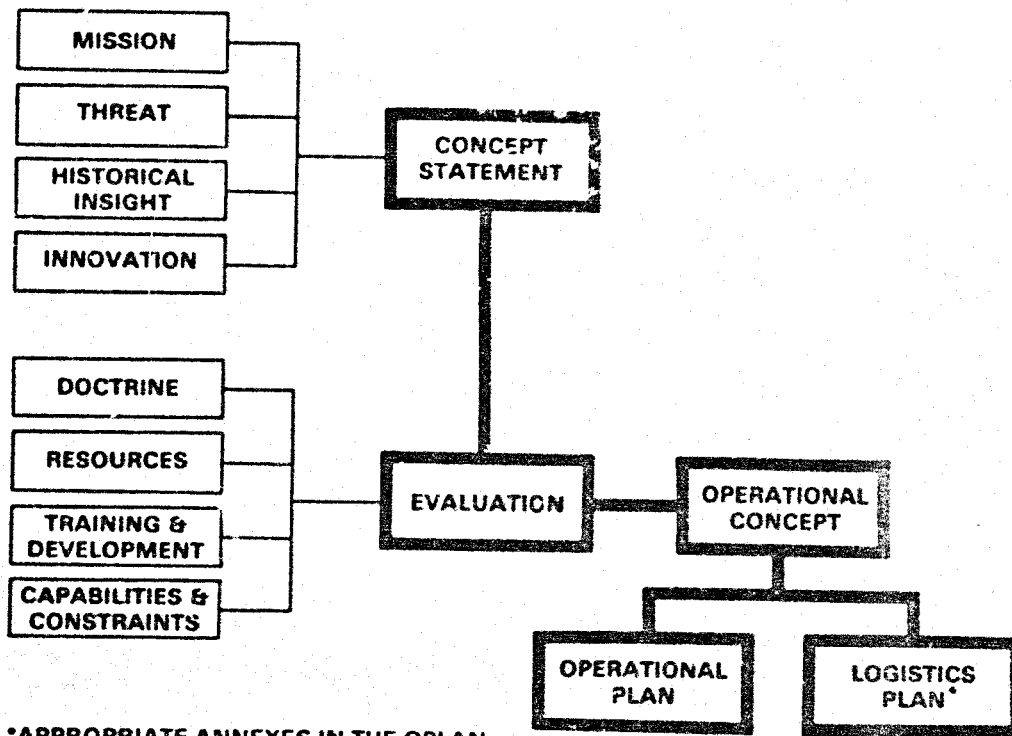 MISSION
THREAT
HISTORICAL
INSIGHT
INNOVATION
CONCEPT
STATEMENT
DOCTRINE
RESOURCES
TRAINING &
DEVELOPMENT
CAPABILITIES &
CONSTRAINTS
EVALUATION
OPERATIONAL
CONCEPT
OPERATIONAL
PLAN
LOGISTICS
PLAN*
*APPROPRIATE ANNEXES IN THE OPLAN